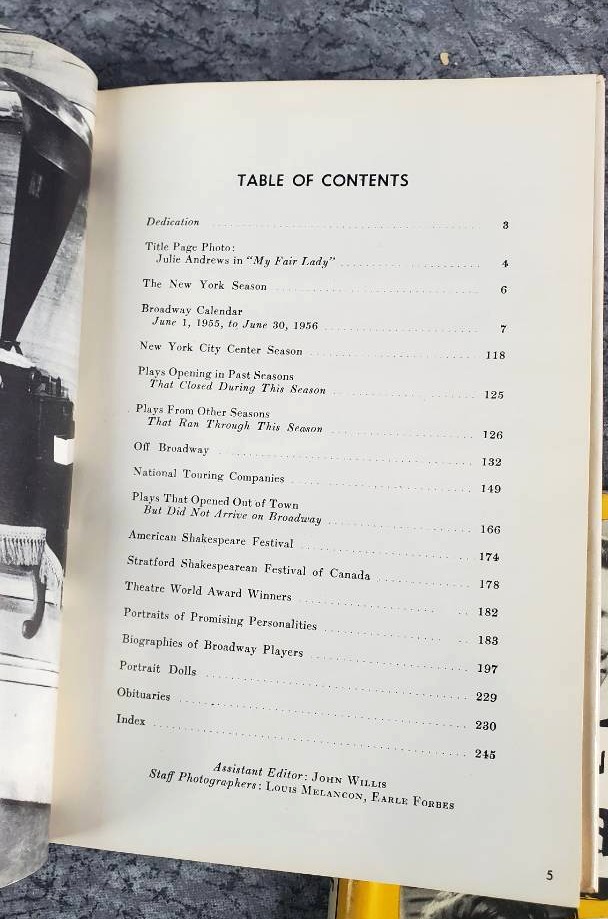 TABLE OF CONTENTS
Dedication 3
Title Page Photo:
Julie Andrews in "My Fair Lady" 4
The New York Season 6
Broadway Calendar
June 1, 1955, to June 30, 1956 7
New York City Center Season 118
Plays Opening in Past Seasons
That Closed During This Season 125
Plays From Other Seasons
That Ran Through This Season 126
Off Broadway 132
National Touring Companies 149
Plays That Opened Out of Town
But Did Not Arrive on Broadway 166
American Shakespeare Festival 174
Stratford Shakespearean Festival of Canada 178
Theatre World Award Winners 182
Portraits of Promising Personalities 183
Biographies of Broadway Players 197
Portrait Dolls 229
Obituaries 230
Index 245
Assistant Editor: JOHN WILLIS
Staff Photographers: LOUIS MELANCON, EARLE FORBES
5